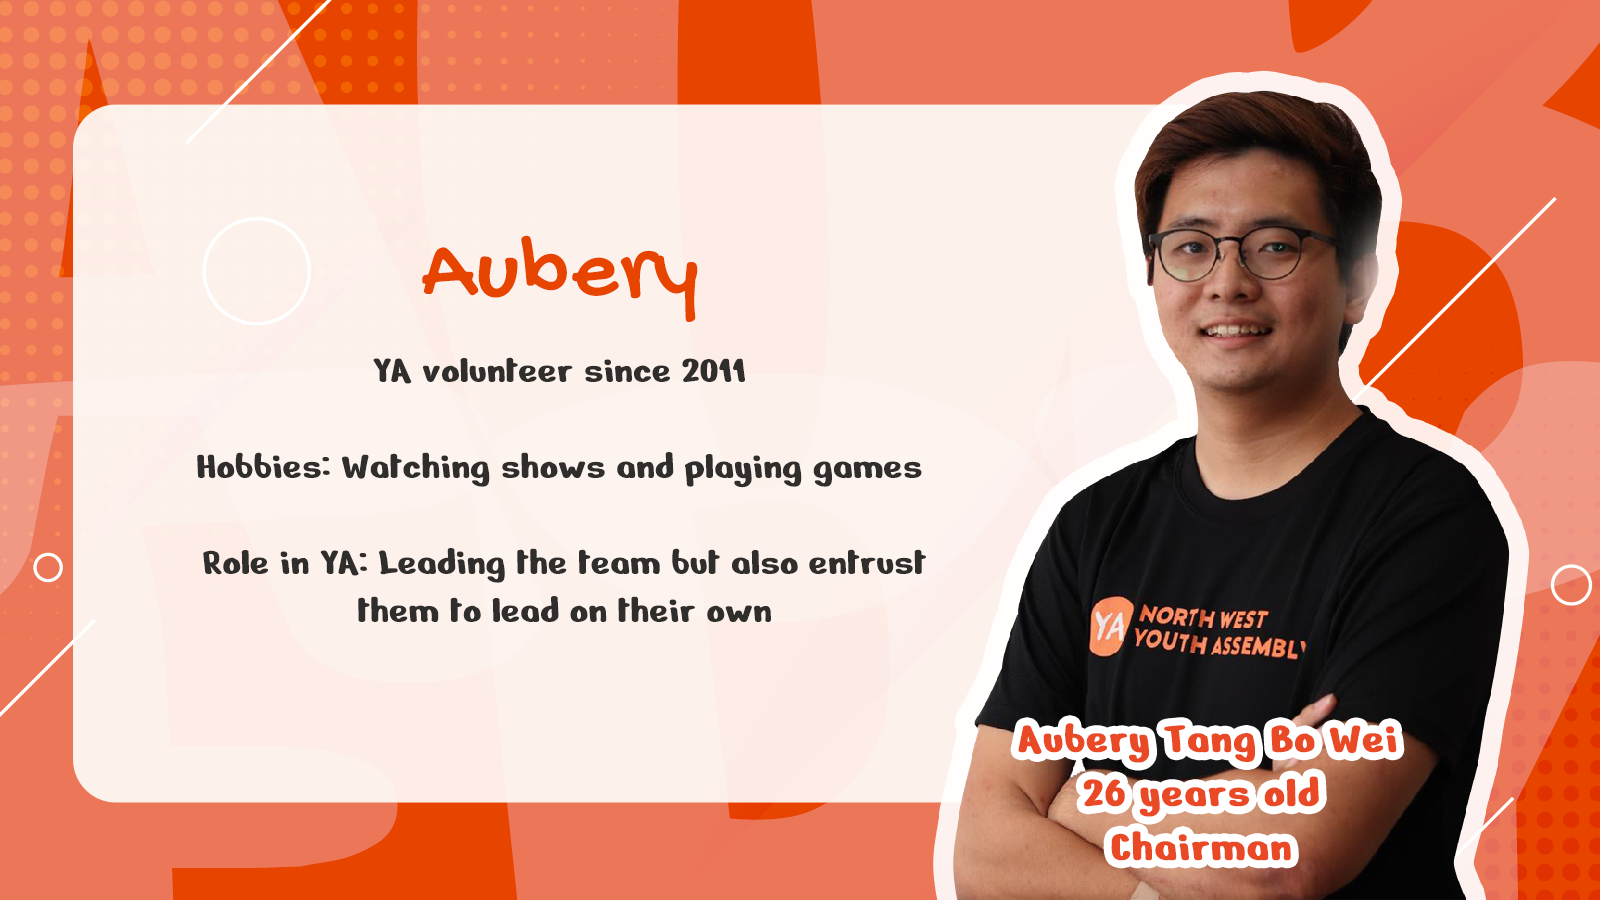 Aubery
YA volunteer since 2011
Hobbies: Watching shows and playing games
Role in YA: Leading the team but also entrust
them to lead on their own
YA NORTH WEST
YOUTH ASSEMBLY
Aubery Tang Bo Wei
26 years old
Chairman